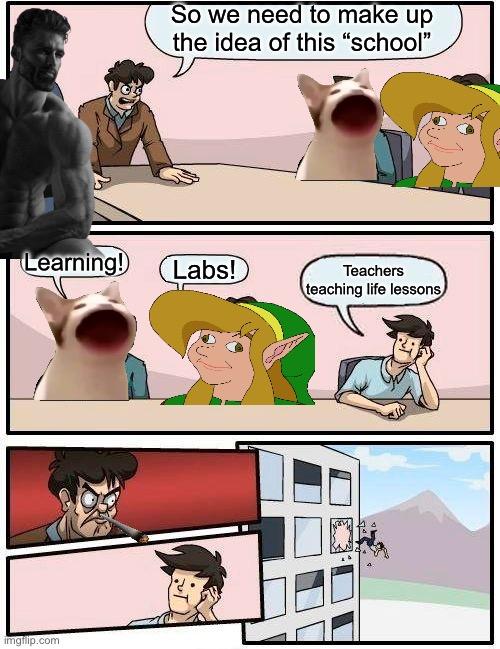 So we need to make up
the idea of this “school”
Learning!
Labs!
Teachers
teaching life lessons
imgflip.com